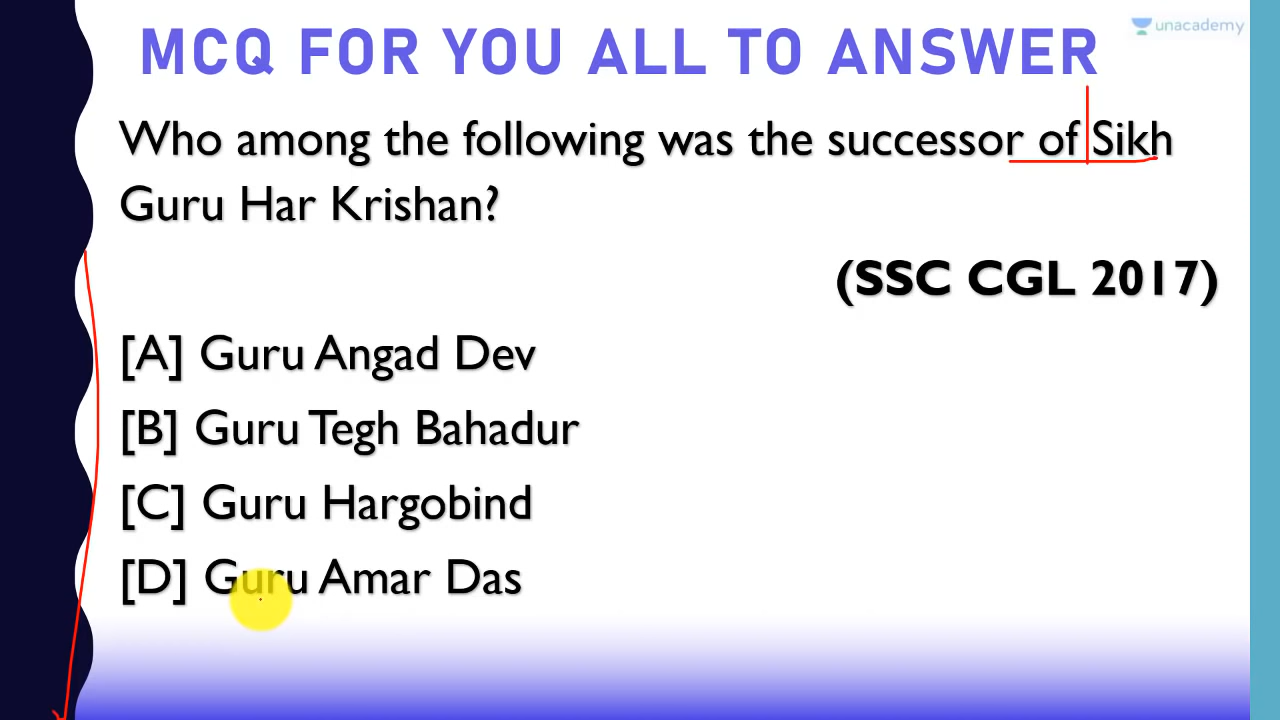 unacademy
MCQ FOR YOU ALL TO ANSWER
Who among the following was the successor of Sikh
Guru Har Krishan?
(SSC CGL 2017)
[A] Guru Angad Dev
[B] Guru Tegh Bahadur
[C] Guru Hargobind
[D] Guru Amar Das